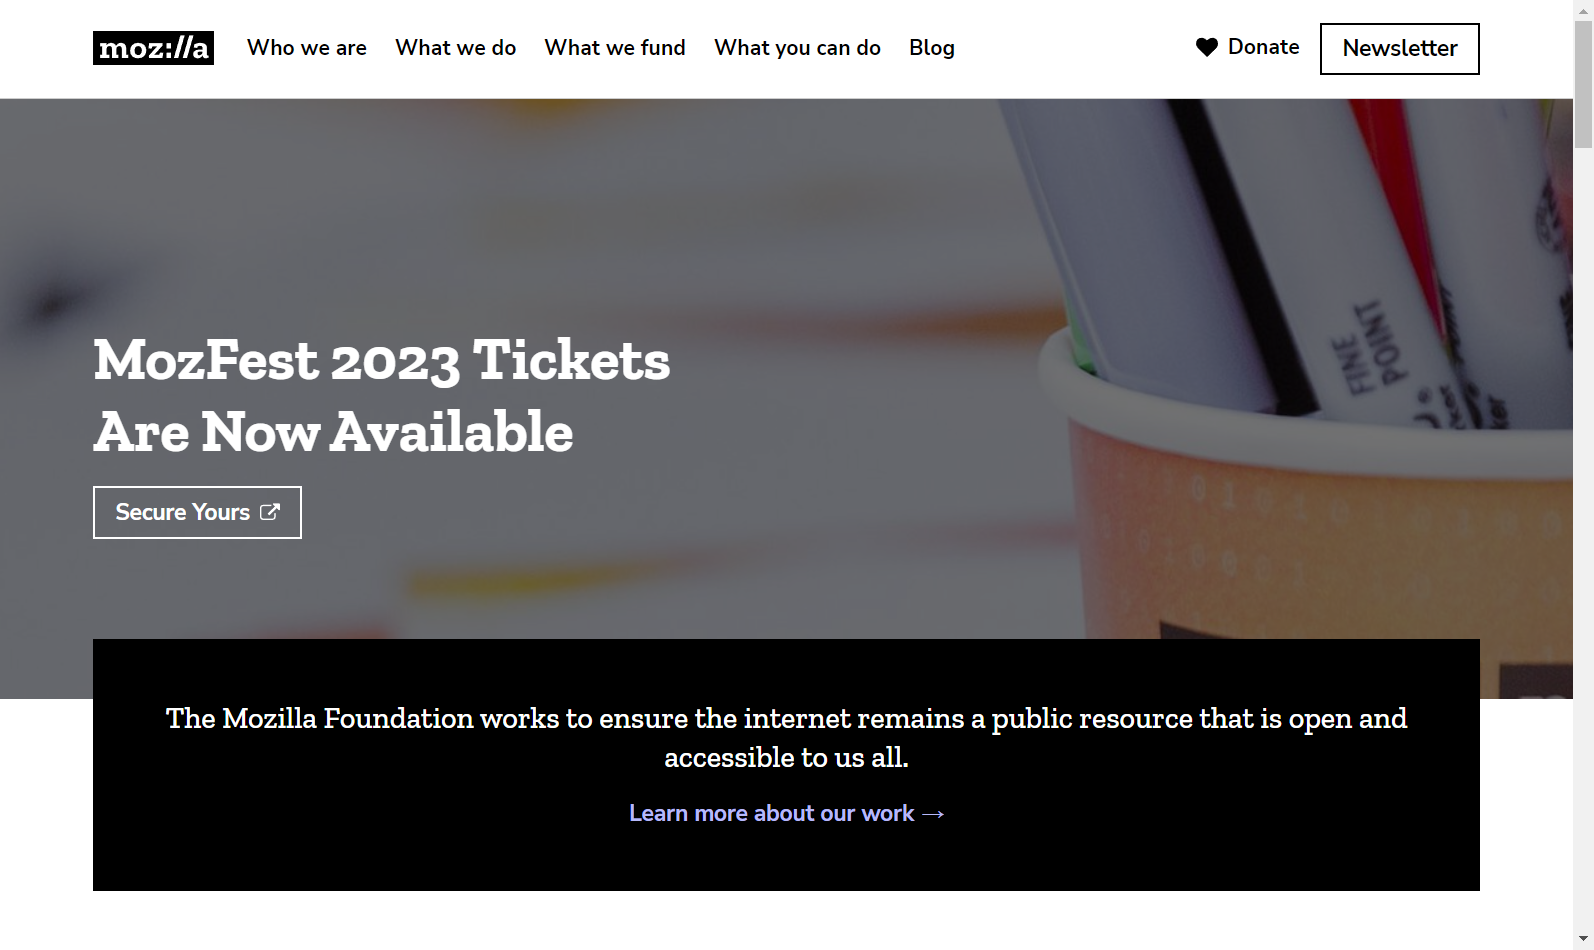 moz://a
Who we are
What we do
What we fund
What you can do
Blog
Donate
Newsletter
MozFest 2023 Tickets
Are Now Available
Secure Yours
FINE
POINT
The Mozilla Foundation works to ensure the internet remains a public resource that is open and
accessible to us all.
Learn more about our work →